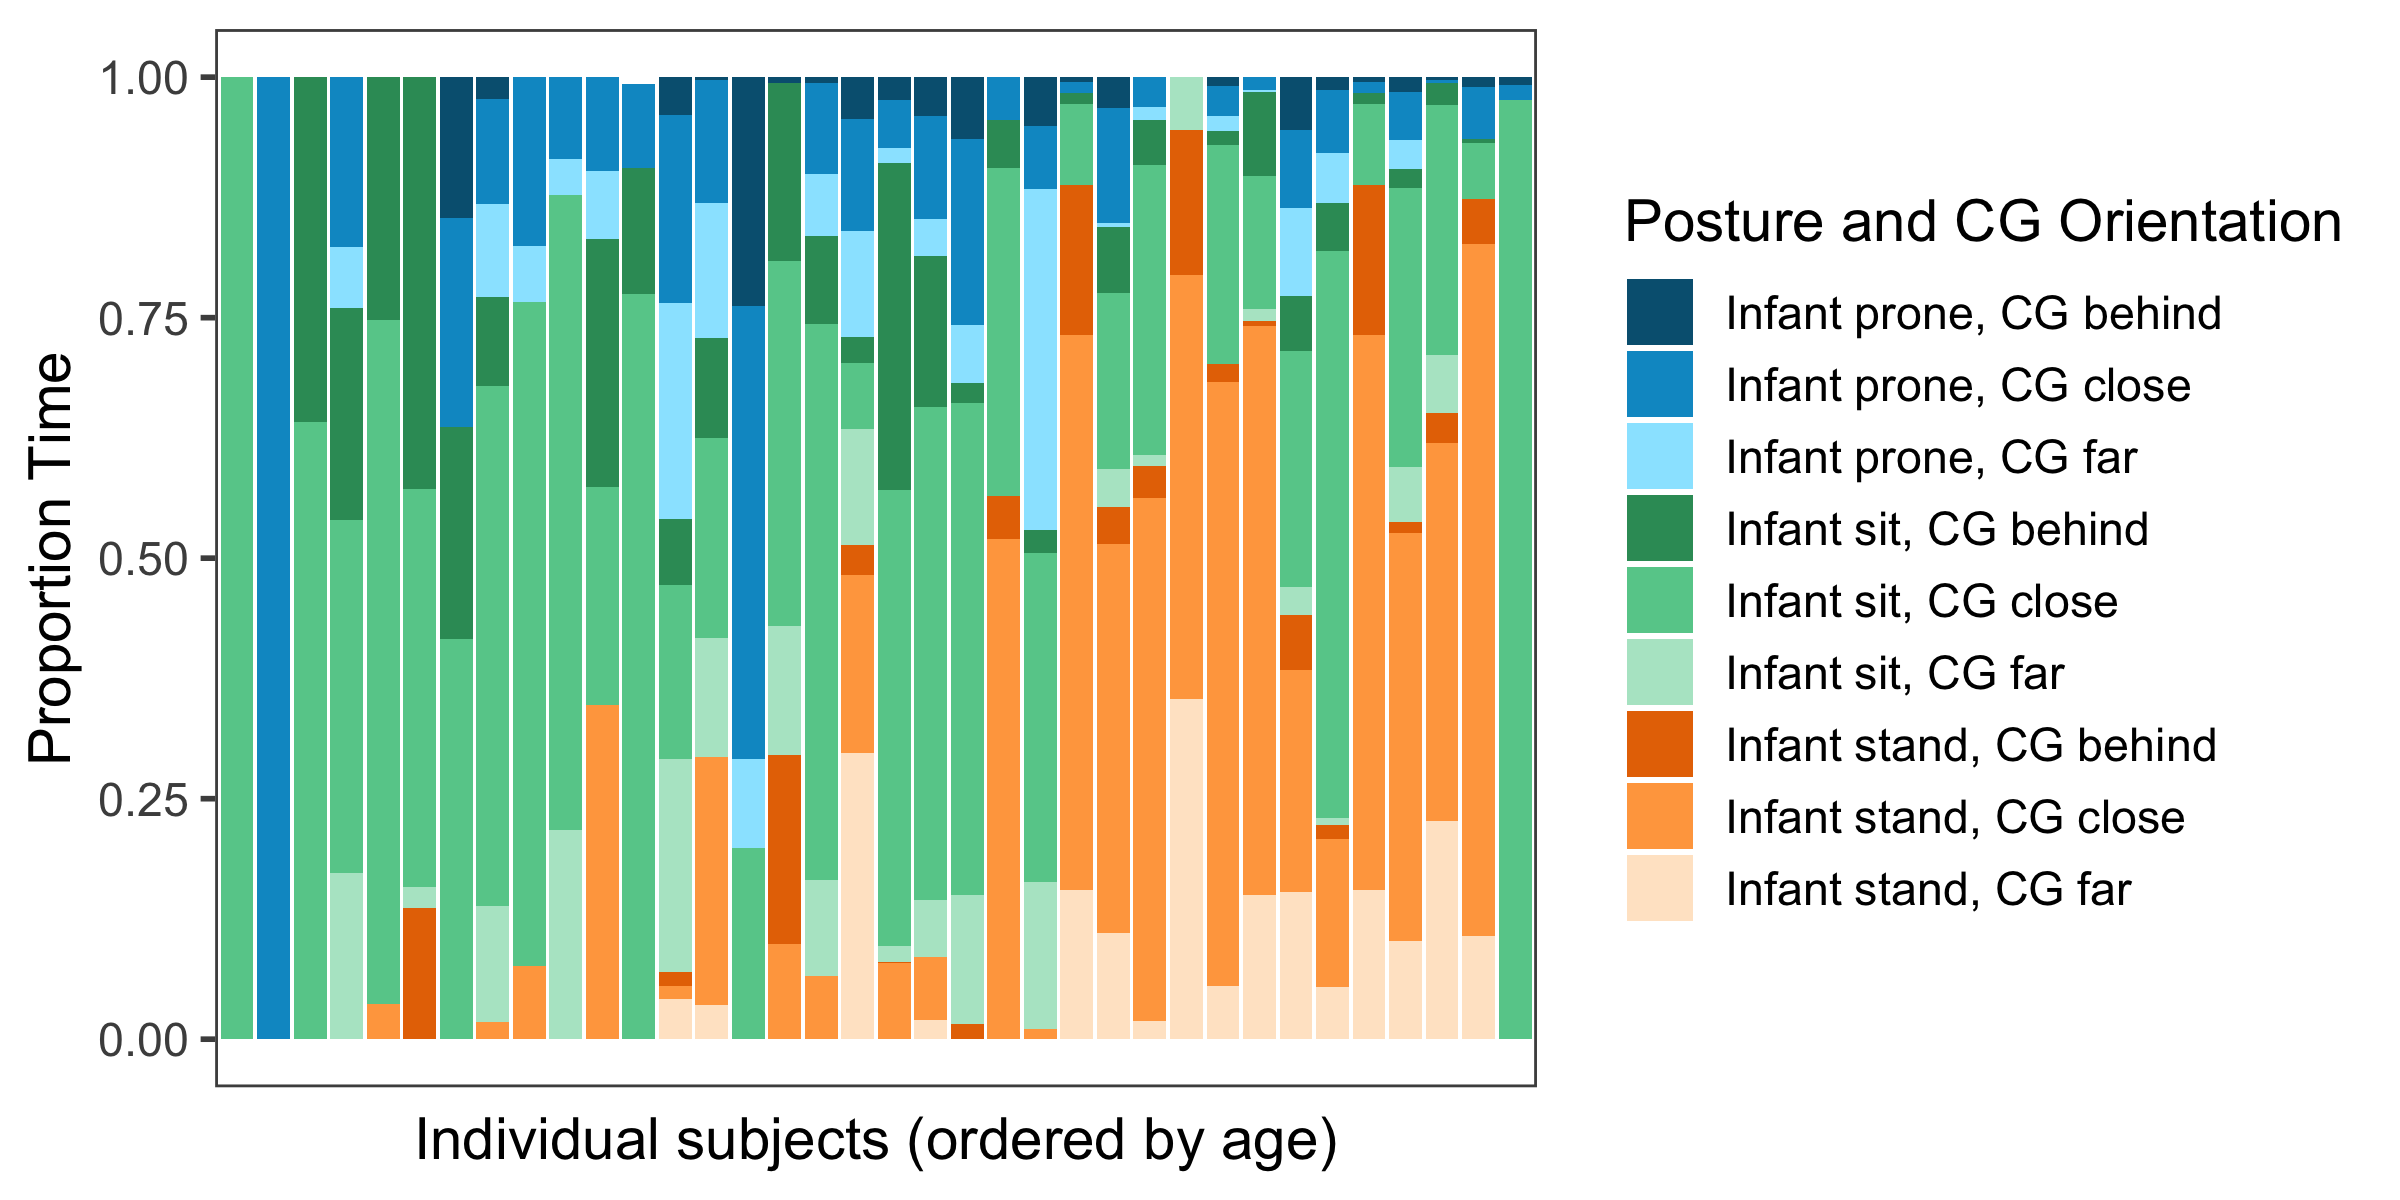 1.00
0.75
0.50
0.25
0.00
Proportion Time
Individual subjects (ordered by age)
Posture and CG Orientation
Infant prone, CG behind
Infant prone, CG close
Infant prone, CG far
Infant sit, CG behind
Infant sit, CG close
Infant sit, CG far
Infant stand, CG behind
Infant stand, CG close
Infant stand, CG far